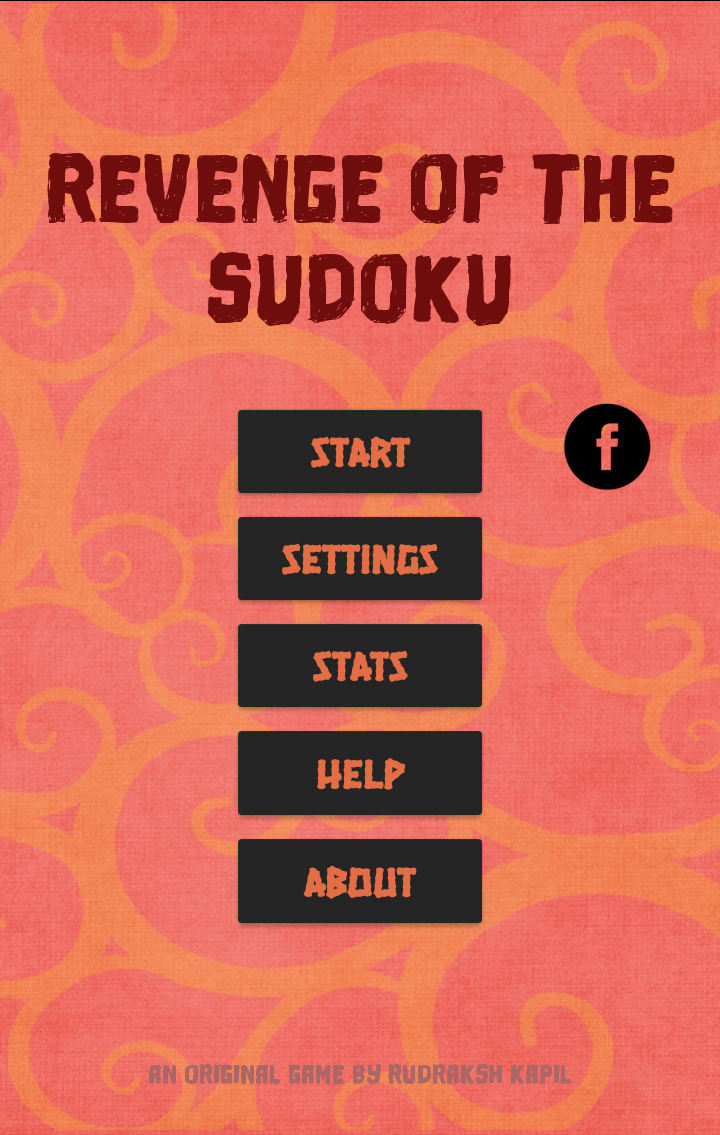 REVENGE OF THE
SUDOKU
START
f
SETTINGS
STATS
HELP
ABOUT
AN ORIGINAL GAME BY RUDRAKSH KAPIL